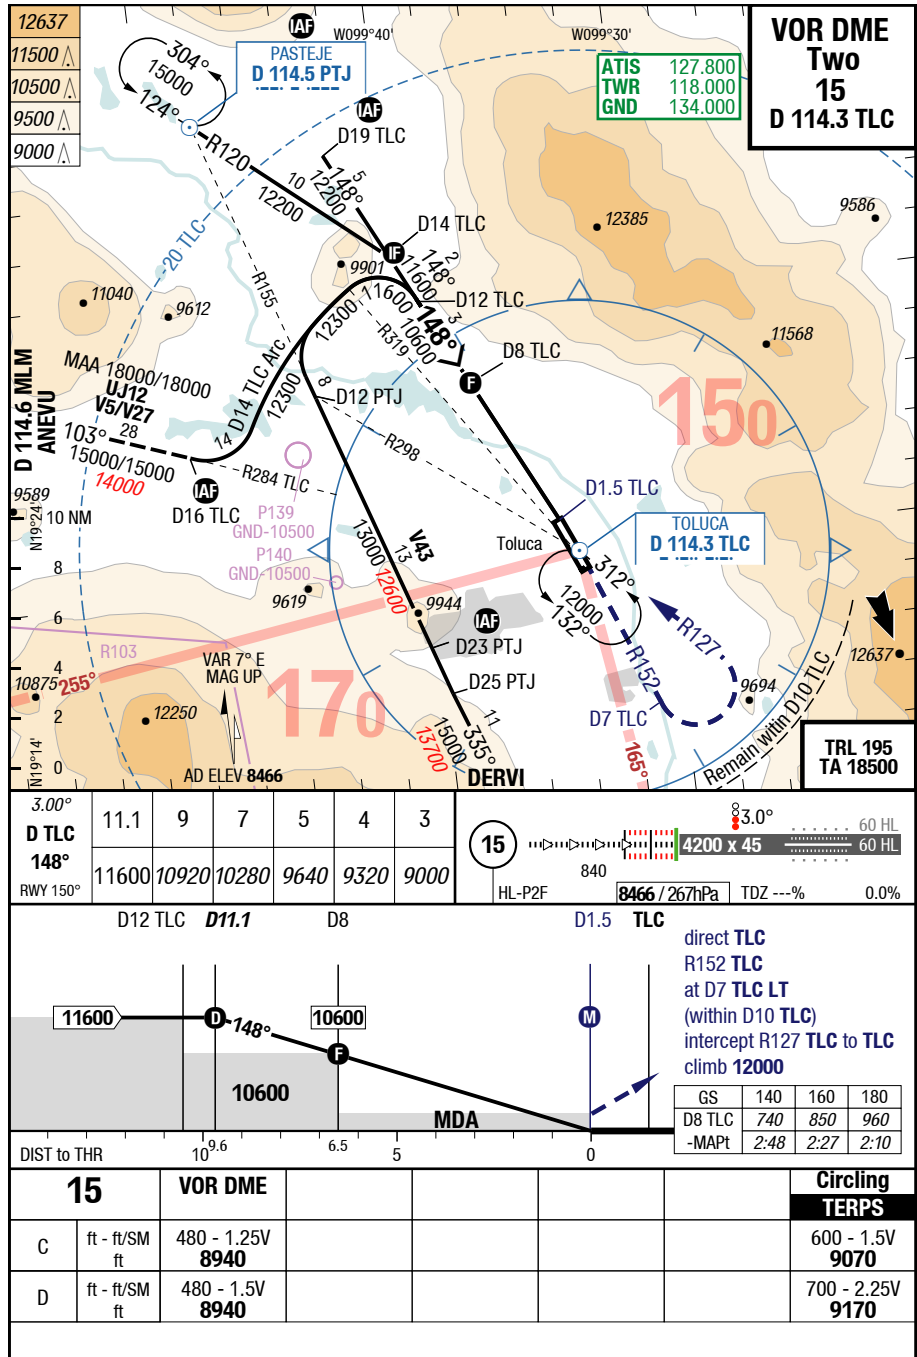 12637
11500
10500
9500
9000
IAF
W099°40'
W099°30'
VOR DME
Two
15
D 114.3 TLC
304°
15000
124°
PASTEJE
D 114.5 PTJ
ATIS 127.800
TWR 118.000
GND 134.000
IAF
D19 TLC
R120
10
12200
148°
5
12200
9586
12385
D14 TLC
IF
20 TLC
R155
9901
148°
2
11600
D12 TLC
11040
9612
11600
12300
148°
3
10600
R319
11568
D8 TLC
F
MAA 18000/18000
UJ12
V5/V27
28
103°
15000/15000
14000
D 114.6 MLM
ANEVU
D14 TLC Arc
12300
14
8
D12 PTJ
R298
150
R284 TLC
IAF
D16 TLC
D1.5 TLC
9589
N19°24'
10 NM
P139
GND-10500
P140
GND-10500
Toluca
TOLUCA
D 114.3 TLC
13000
V43
13
12600
312°
12000
132°
8
9619
9944
IAF
D23 PTJ
R127
6
R103
VAR 7° E
MAG UP
12637
R152
4
10875
255°
D25 PTJ
9694
D7 TLC
170
2
12250
11
15000
13700
335°
DERVI
165°
Remain witin D10 TLC
TRL 195
TA 18500
N19°14'
0
AD ELEV 8466
3.00°
D TLC
148°
RWY 150°
11.1 9 7 5 4 3
11600 10920 10280 9640 9320 9000
15
3.0°
60 HL
4200 x 45
60 HL
840
HL-P2F
8466 / 267hPa
TDZ ---%
0.0%
D12 TLC D11.1 D8 D1.5 TLC
direct TLC
R152 TLC
at D7 TLC LT
(within D10 TLC)
intercept R127 TLC to TLC
climb 12000
11600
D
148°
10600
M
F
10600
MDA
GS 140 160 180
D8 TLC 740 850 960
-MAPt 2:48 2:27 2:10
DIST to THR
10 9.6 6.5 5 0
15 VOR DME Circling
TERPS
C ft - ft/SM 480 - 1.25V 600 - 1.5V
ft 8940 9070
D ft - ft/SM 480 - 1.5V 700 - 2.25V
ft 8940 9170